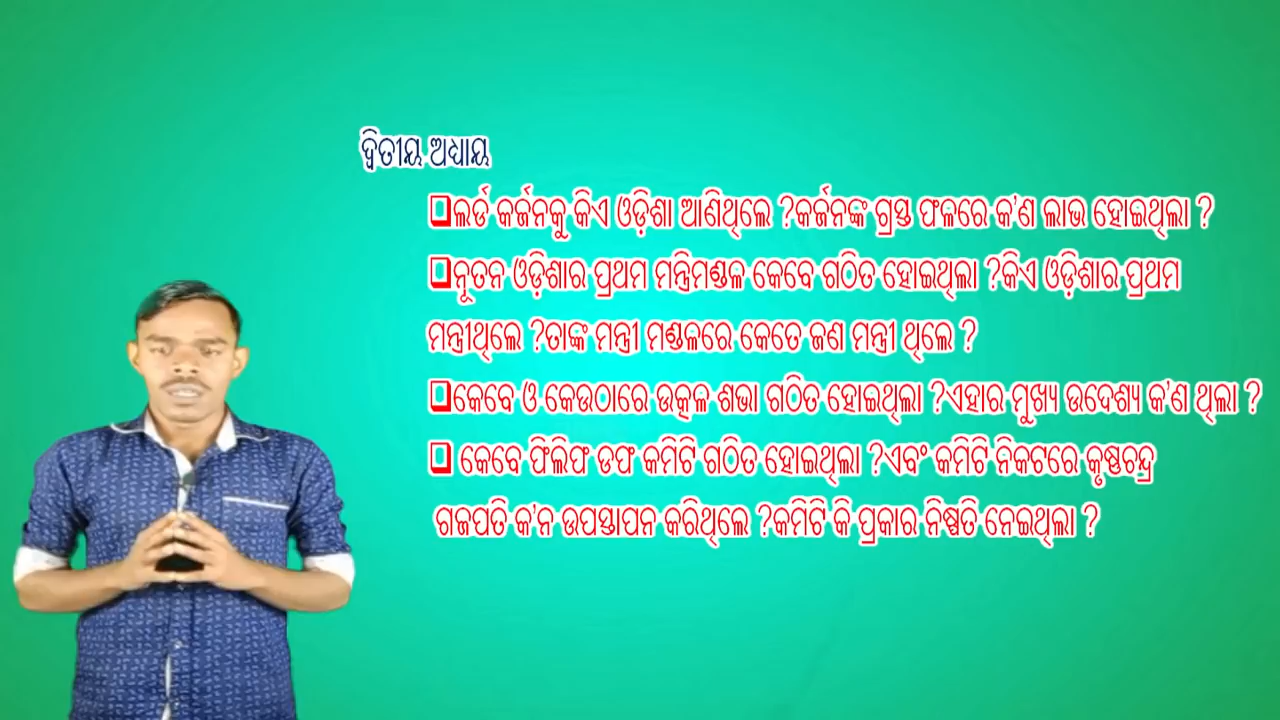 ଦ୍ବିତୀୟ ଅଧ୍ୟାୟ
❑ଲର୍ଡ କର୍ଜନକୁ କିଏ ଓଡ଼ିଶା ଆଣିଥିଲେ ?କର୍ଜନଙ୍କ ଗ୍ରସ୍ତ ଫଳରେ କ’ଣ ଲାଭ ହୋଇଥିଲା ?
❑ନୂତନ ଓଡ଼ିଶାର ପ୍ରଥମ ମନ୍ତ୍ରିମଣ୍ଡଳ କେବେ ଗଠିତ ହୋଇଥିଲା ?କିଏ ଓଡ଼ିଶାର ପ୍ରଥମ
ମନ୍ତ୍ରୀଥିଲେ ?ତାଙ୍କ ମନ୍ତ୍ରୀ ମଣ୍ଡଳରେ କେତେ ଜଣ ମନ୍ତ୍ରୀ ଥିଲେ ?
❑କେବେ ଓ କେଉଠାରେ ଉତ୍କଳ ଶଭା ଗଠିତ ହୋଇଥିଲା ?ଏହାର ମୁଖ୍ୟ ଉଦେଶ୍ୟ କ’ଣ ଥିଲା ?
❑ କେବେ ଫିଲିଫ ଡଫ କମିଟି ଗଠିତ ହୋଇଥିଲା ?ଏବଂ କମିଟି ନିକଟରେ କୃଷ୍ଣଚନ୍ଦ୍ର
ଗଜପତି କ’ନ ଉପସ୍ତାପନ କରିଥିଲେ ?କମିଟି କି ପ୍ରକାର ନିଷ୍ପତି ନେଇଥିଲା ?